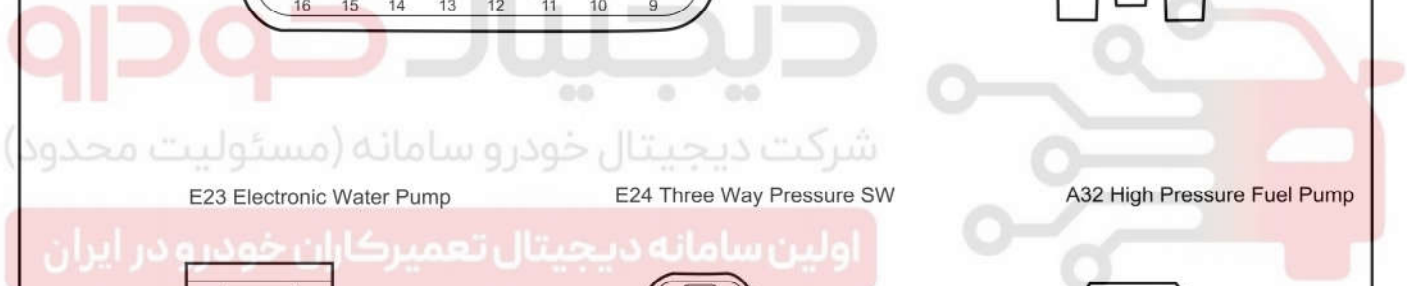 16 15 14 13 12 11 10 9
دیجیتال خودرو
شرکت دیجیتال خودرو سامانه (مسئولیت محدود)
E23 Electronic Water Pump E24 Three Way Pressure SW A32 High Pressure Fuel Pump
اولین سامانه دیجیتال تعمیرکاران خودرو در ایران